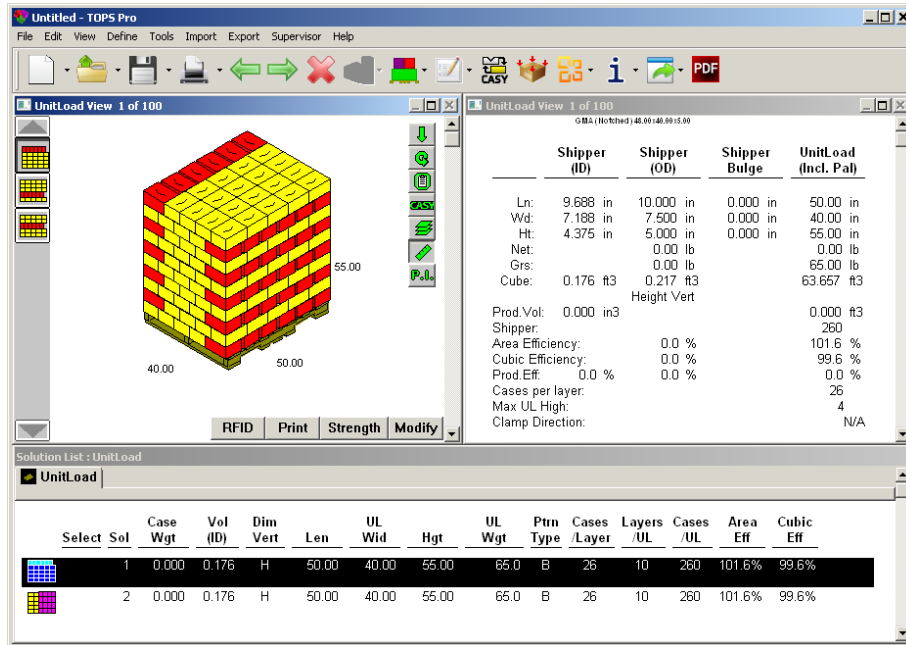 Untitled - TOPS Pro
File Edit View Define Tools Import Export Supervisor Help
CASY
i
PDF
UnitLoad View 1 of 100
CASY
P.I.
55.00
40.00
50.00
RFID Print Strength Modify
UnitLoad View 1 of 100
GMA (Notched) 48.00x40.00x5.00
Shipper Shipper Shipper UnitLoad
(ID) (OD) Bulge (Incl. Pal)
Ln: 9.688 in 10.000 in 0.000 in 50.00 in
Wd: 7.188 in 7.500 in 0.000 in 40.00 in
Ht: 4.375 in 5.000 in 0.000 in 55.00 in
Net: 0.00 lb 0.00 lb
Grs: 0.00 lb 65.00 lb
Cube: 0.176 ft3 0.217 ft3 63.657 ft3
Height Vert
Prod.Vol: 0.000 in3 0.000 ft3
Shipper: 260
Area Efficiency: 0.0 % 101.6 %
Cubic Efficiency: 0.0 % 99.6 %
Prod.Eff: 0.0 % 0.0 % 0.0 %
Cases per layer: 26
Max UL High: 4
Clamp Direction: N/A
Solution List : UnitLoad
UnitLoad
Case Vol Dim UL UL Ptrn Cases Layers Cases Area Cubic
Select Sol Wgt (ID) Vert Len Wid Hgt Wgt Type /Layer /UL /UL Eff Eff
1 0.000 0.176 H 50.00 40.00 55.00 65.0 B 26 10 260 101.6% 99.6%
2 0.000 0.176 H 50.00 40.00 55.00 65.0 B 26 10 260 101.6% 99.6%